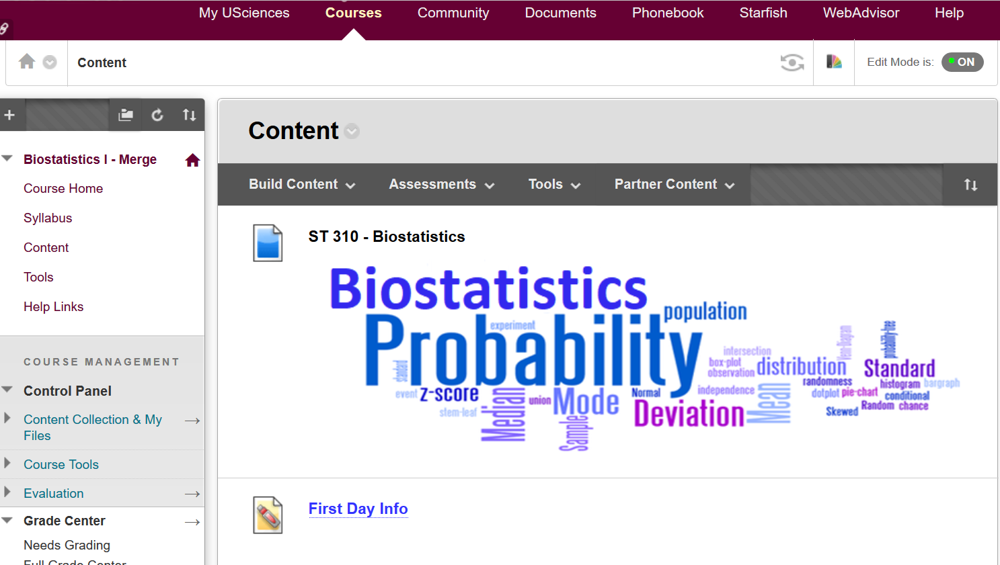 My USciences Courses Community Documents Phonebook Starfish WebAdvisor Help
Content
Edit Mode is: ON
Biostatistics I - Merge
Course Home
Syllabus
Content
Tools
Help Links
COURSE MANAGEMENT
Control Panel
Content Collection & My
Files
Course Tools
Evaluation
Grade Center
Needs Grading
Full Grade Center
Content
Build Content Assessments Tools Partner Content
ST 310 - Biostatistics
Biostatistics
population
Probability
experiment
standard
event
z-score
stem-leaf
Median
union
Mode
Sample
Normal
Deviation
intersection
box-plot
observation
independence
Mean
distribution
Venn-Diagram
probability-tree
Standard
randomness
histogram
bargraph
dotplot
pie-chart
conditional
Skewed
Random
chance
First Day Info